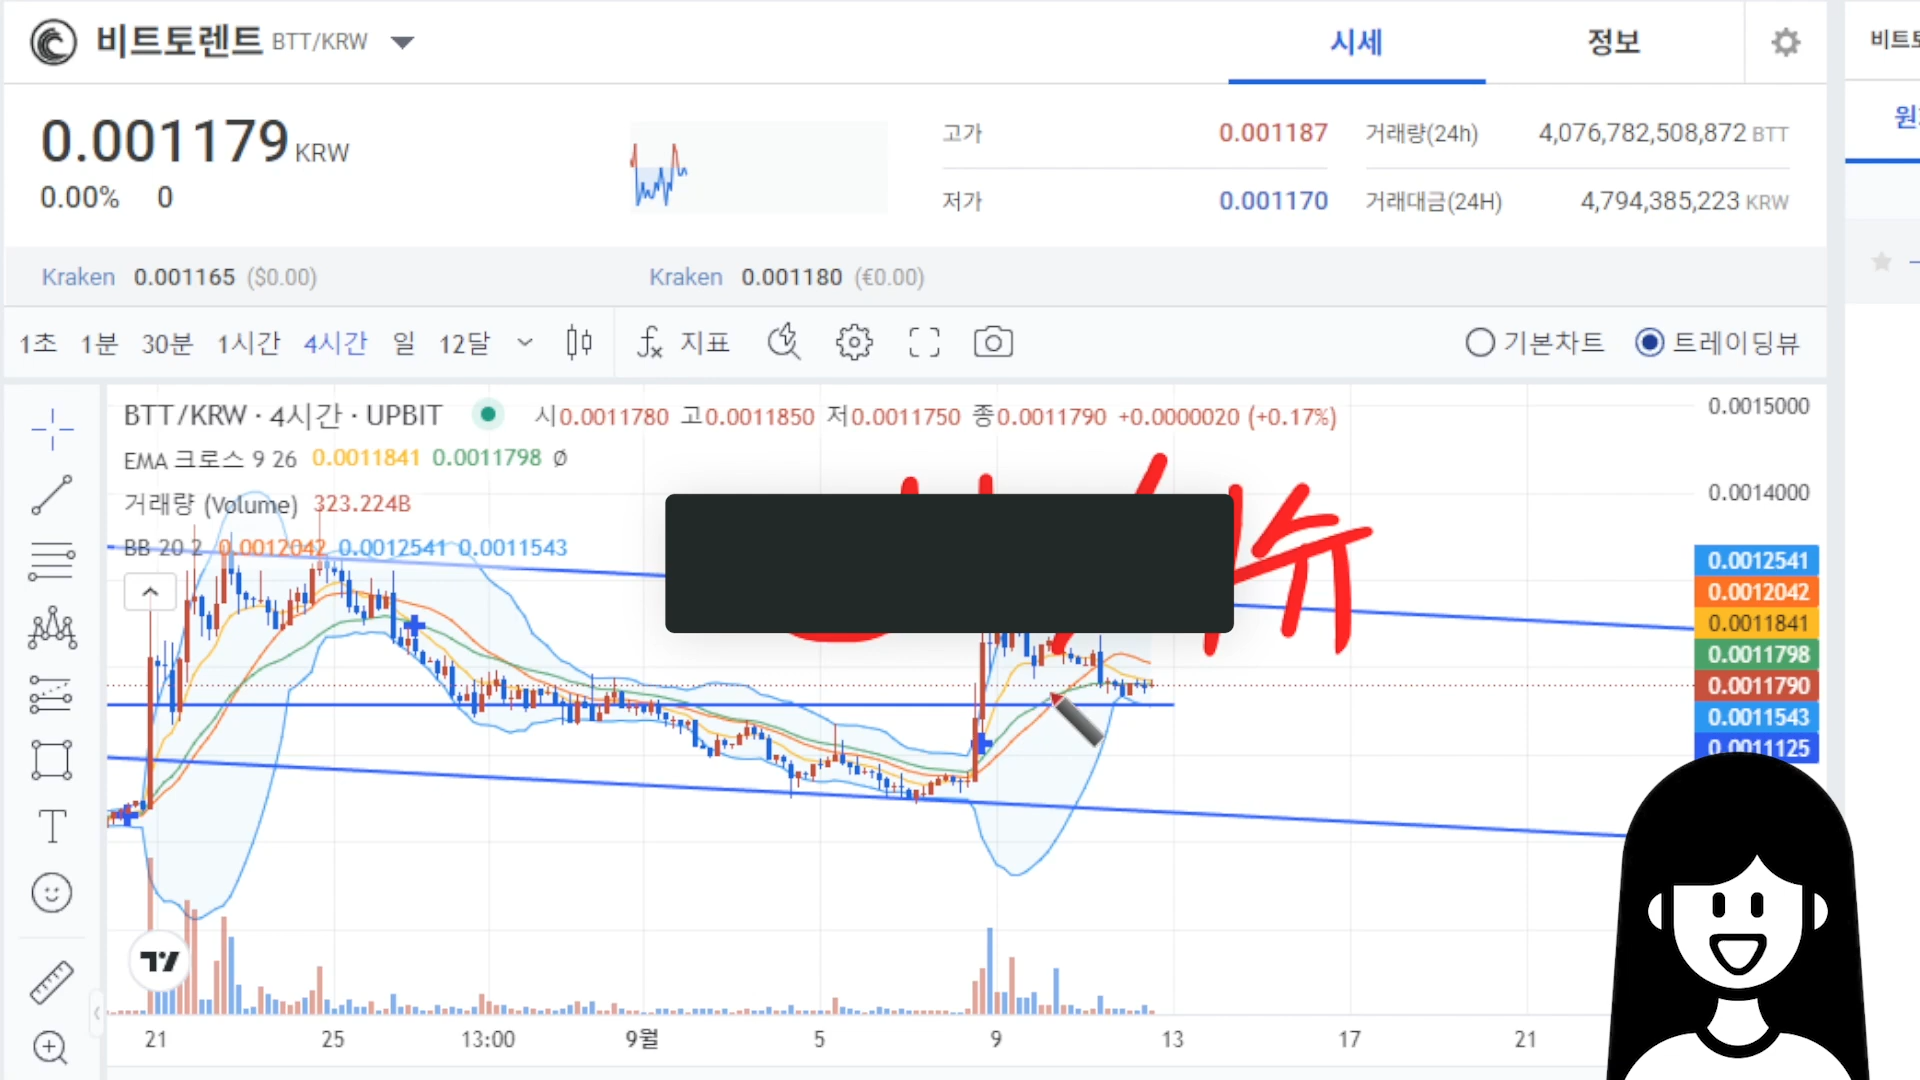 비트토렌트 BTT/KRW
시세
정보
0.001179 KRW
0.00% 0
고가 0.001187
저가 0.001170
거래량(24h) 4,076,782,508,872 BTT
거래대금(24H) 4,794,385,223 KRW
Kraken 0.001165 ($0.00)
Kraken 0.001180 (€0.00)
1초 1분 30분 1시간 4시간 일 12달
지표
기본차트 트레이딩뷰
BTT/KRW · 4시간 · UPBIT
시0.0011780 고0.0011850 저0.0011750 종0.0011790 +0.0000020 (+0.17%)
EMA 크로스 9 26 0.0011841 0.0011798 Ø
거래량 (Volume) 323.224B
BB 20 2 0.0012042 0.0012541 0.0011543
0.0015000
0.0014000
0.0012541
0.0012042
0.0011841
0.0011798
0.0011790
0.0011543
0.0011125
21 25 13:00 9월 5 9 13 17 21